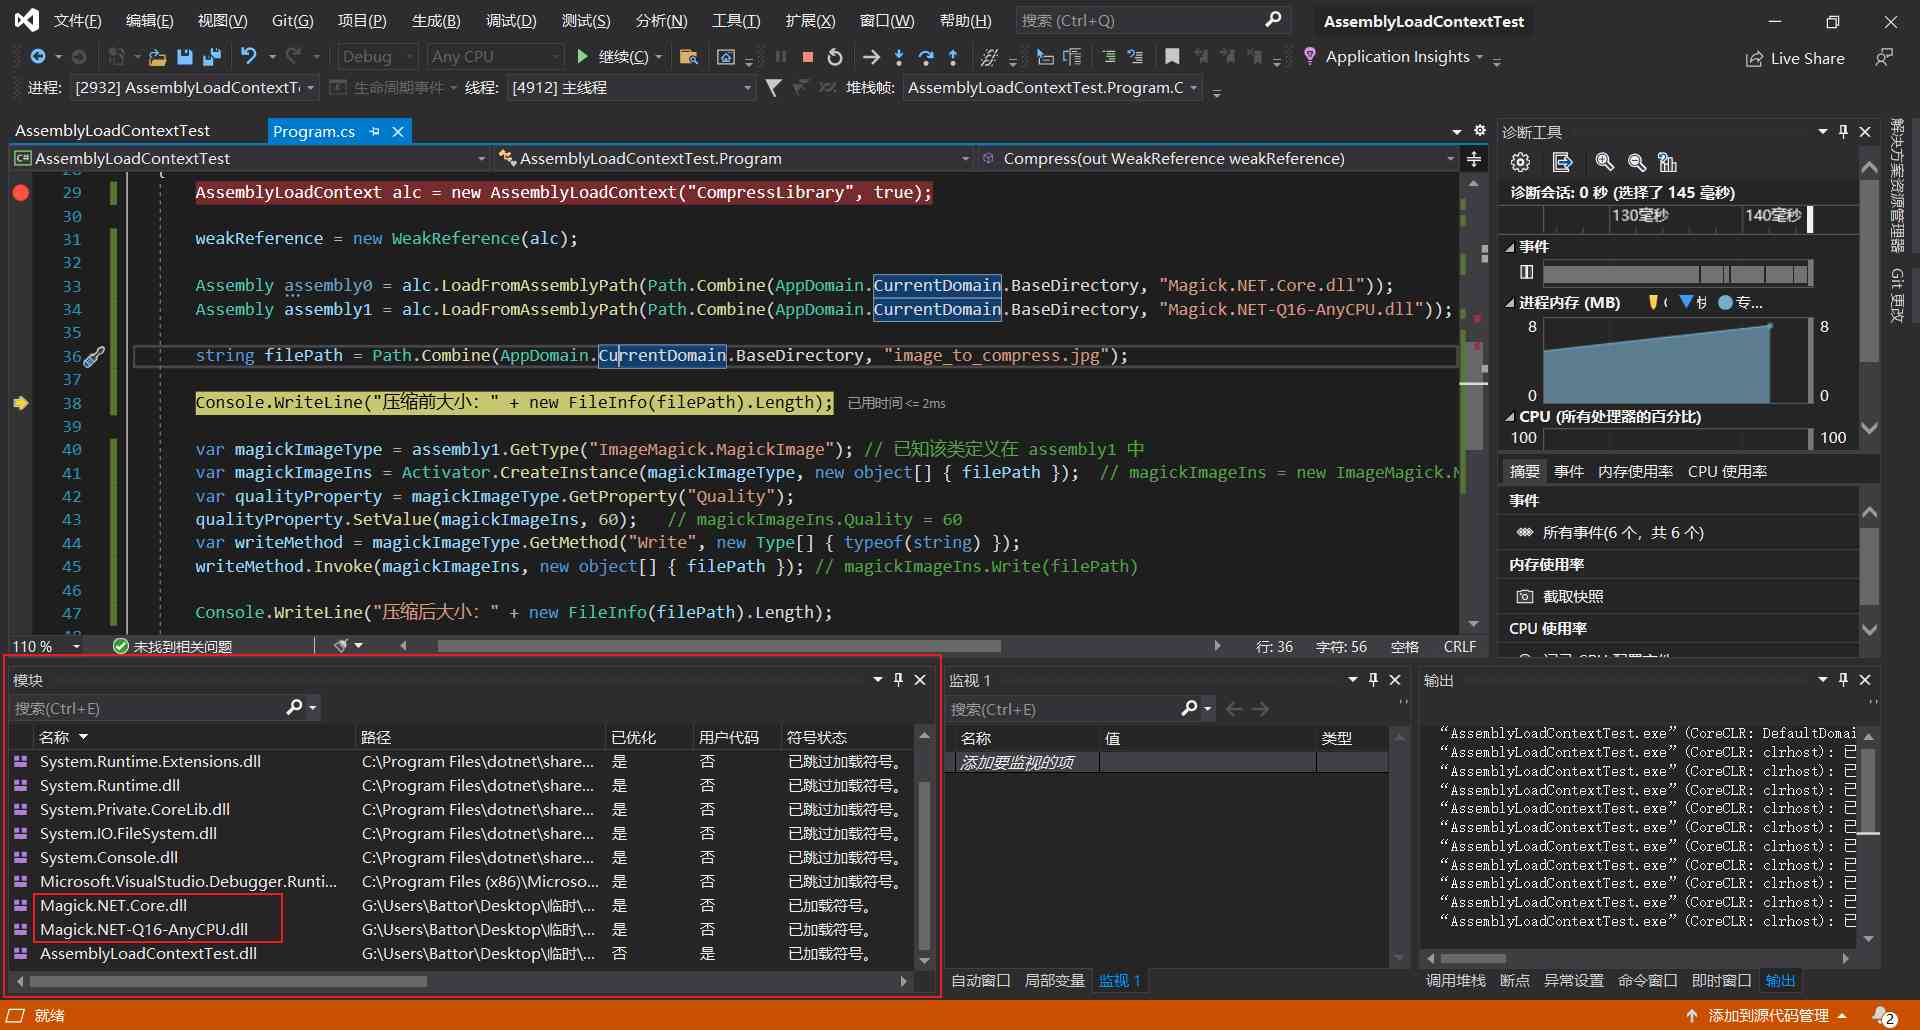 文件(F) 编辑(E) 视图(V) Git(G) 项目(P) 生成(B) 调试(D) 测试(S) 分析(N) 工具(T) 扩展(X) 窗口(W) 帮助(H) 搜索 (Ctrl+Q) AssemblyLoadContextTest
Debug Any CPU 继续(C) Application Insights Live Share
进程: [2932] AssemblyLoadContextT 生命周期事件 线程: [4912] 主线程 堆栈帧: AssemblyLoadContextTest.Program.C
AssemblyLoadContextTest Program.cs
C# AssemblyLoadContextTest AssemblyLoadContextTest.Program Compress(out WeakReference weakReference)
29 AssemblyLoadContext alc = new AssemblyLoadContext("CompressLibrary", true);
30
31 weakReference = new WeakReference(alc);
32
33 Assembly assembly0 = alc.LoadFromAssemblyPath(Path.Combine(AppDomain.CurrentDomain.BaseDirectory, "Magick.NET.Core.dll"));
34 Assembly assembly1 = alc.LoadFromAssemblyPath(Path.Combine(AppDomain.CurrentDomain.BaseDirectory, "Magick.NET-Q16-AnyCPU.dll"));
35
36 string filePath = Path.Combine(AppDomain.CurrentDomain.BaseDirectory, "image_to_compress.jpg");
37
38 Console.WriteLine("压缩前大小: " + new FileInfo(filePath).Length); 已用时间 <= 2ms
39
40 var magickImageType = assembly1.GetType("ImageMagick.MagickImage"); // 已知该类定义在 assembly1 中
41 var magickImageIns = Activator.CreateInstance(magickImageType, new object[] { filePath }); // magickImageIns = new ImageMagick.M
42 var qualityProperty = magickImageType.GetProperty("Quality");
43 qualityProperty.SetValue(magickImageIns, 60); // magickImageIns.Quality = 60
44 var writeMethod = magickImageType.GetMethod("Write", new Type[] { typeof(string) });
45 writeMethod.Invoke(magickImageIns, new object[] { filePath }); // magickImageIns.Write(filePath)
46
47 Console.WriteLine("压缩后大小: " + new FileInfo(filePath).Length);
110 % 未找到相关问题 行: 36 字符: 56 空格 CRLF
诊断工具
诊断会话: 0 秒 (选择了 145 毫秒)
130毫秒 140毫秒
事件
进程内存 (MB) 专...
8 8
0 0
CPU (所有处理器的百分比)
100 100
摘要 事件 内存使用率 CPU 使用率
事件
所有事件(6 个，共 6 个)
内存使用率
截取快照
CPU 使用率
解决方案资源管理器
Git 更改
模块
搜索(Ctrl+E)
名称 路径 已优化 用户代码 符号状态
System.Runtime.Extensions.dll C:\Program Files\dotnet\share... 是 否 已跳过加载符号。
System.Runtime.dll C:\Program Files\dotnet\share... 是 否 已跳过加载符号。
System.Private.CoreLib.dll C:\Program Files\dotnet\share... 是 否 已跳过加载符号。
System.IO.FileSystem.dll C:\Program Files\dotnet\share... 是 否 已跳过加载符号。
System.Console.dll C:\Program Files\dotnet\share... 是 否 已跳过加载符号。
Microsoft.VisualStudio.Debugger.Runti... C:\Program Files (x86)\Microso... 是 否 已跳过加载符号。
Magick.NET.Core.dll G:\Users\Battor\Desktop\临时\... 是 否 已加载符号。
Magick.NET-Q16-AnyCPU.dll G:\Users\Battor\Desktop\临时\... 是 否 已加载符号。
AssemblyLoadContextTest.dll G:\Users\Battor\Desktop\临时\... 否 是 已加载符号。
监视 1
搜索(Ctrl+E)
名称 值 类型
添加要监视的项
自动窗口 局部变量 监视 1
输出
“AssemblyLoadContextTest.exe”(CoreCLR: DefaultDomai
“AssemblyLoadContextTest.exe”(CoreCLR: clrhost): 已
“AssemblyLoadContextTest.exe”(CoreCLR: clrhost): 已
“AssemblyLoadContextTest.exe”(CoreCLR: clrhost): 已
“AssemblyLoadContextTest.exe”(CoreCLR: clrhost): 已
“AssemblyLoadContextTest.exe”(CoreCLR: clrhost): 已
“AssemblyLoadContextTest.exe”(CoreCLR: clrhost): 已
“AssemblyLoadContextTest.exe”(CoreCLR: clrhost): 已
“AssemblyLoadContextTest.exe”(CoreCLR: clrhost): 已
“AssemblyLoadContextTest.exe”(CoreCLR: clrhost): 已
“AssemblyLoadContextTest.exe”(CoreCLR: clrhost): 已
调用堆栈 断点 异常设置 命令窗口 即时窗口 输出
就绪 添加到源代码管理 2